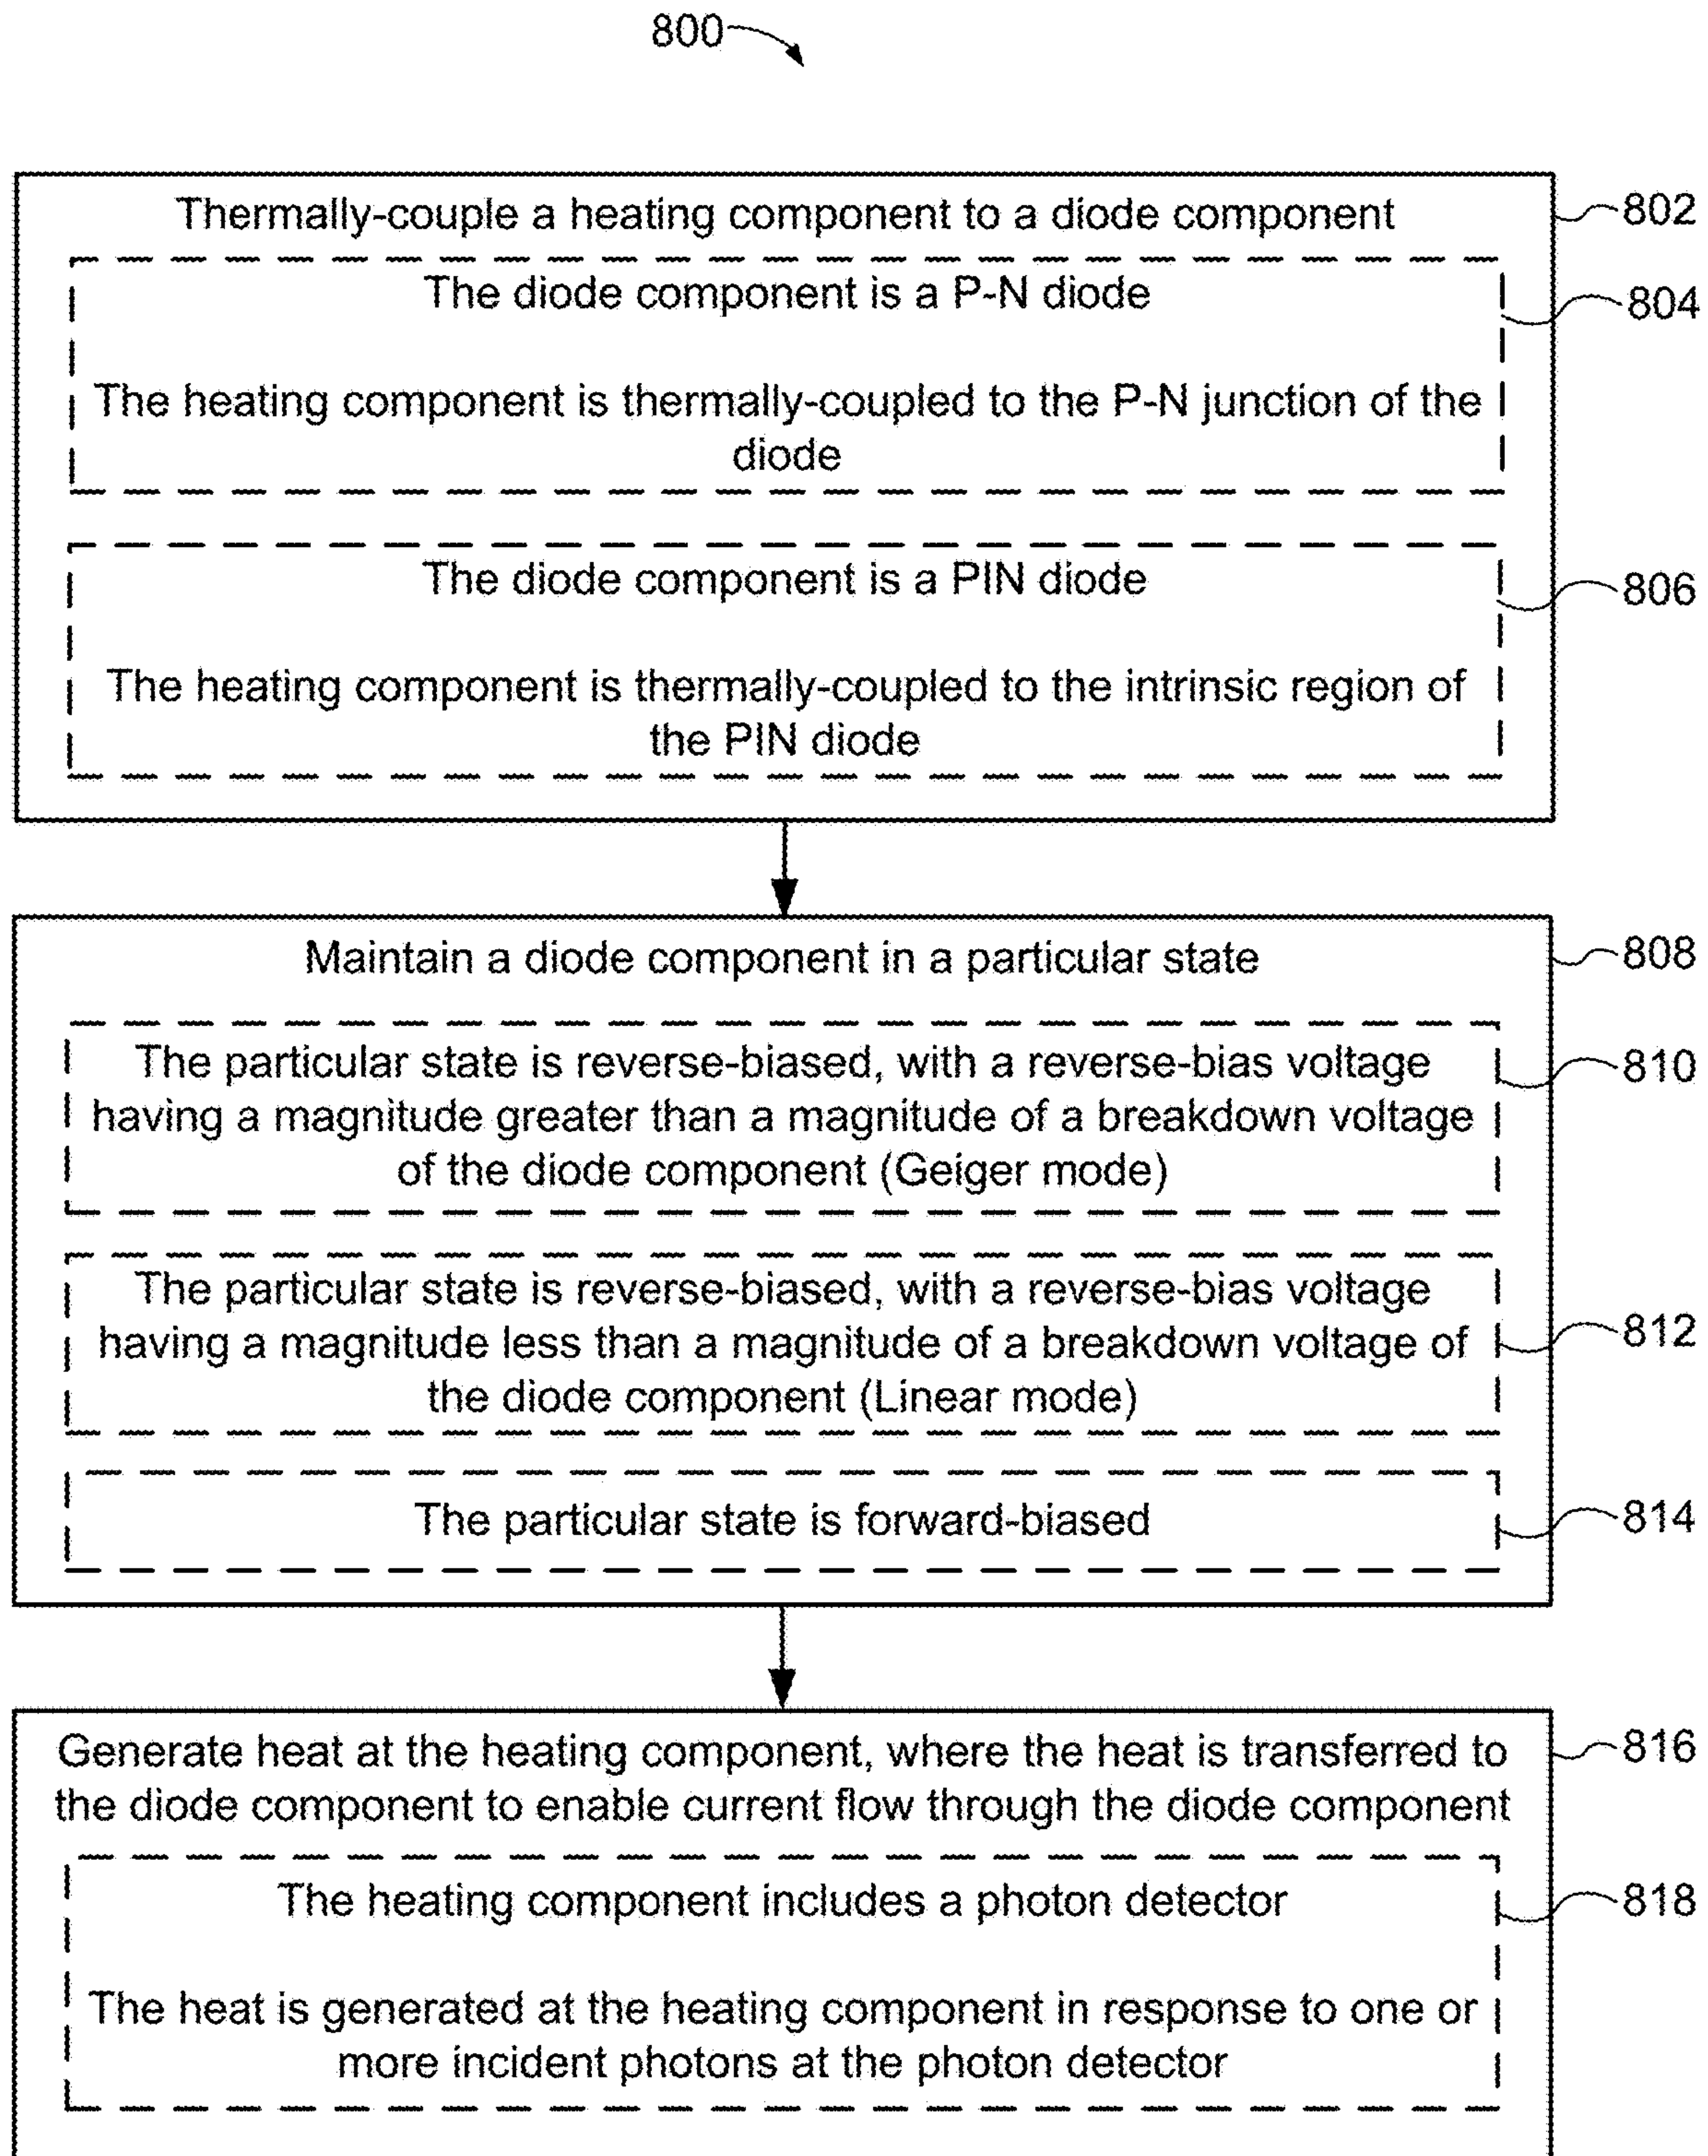 800
Thermally-couple a heating component to a diode component
802
The diode component is a P-N diode
804
The heating component is thermally-coupled to the P-N junction of the
diode
The diode component is a PIN diode
806
The heating component is thermally-coupled to the intrinsic region of
the PIN diode
Maintain a diode component in a particular state
808
The particular state is reverse-biased, with a reverse-bias voltage
810
having a magnitude greater than a magnitude of a breakdown voltage
of the diode component (Geiger mode)
The particular state is reverse-biased, with a reverse-bias voltage
having a magnitude less than a magnitude of a breakdown voltage of
812
the diode component (Linear mode)
The particular state is forward-biased
814
Generate heat at the heating component, where the heat is transferred to
816
the diode component to enable current flow through the diode component
The heating component includes a photon detector
818
The heat is generated at the heating component in response to one or
more incident photons at the photon detector